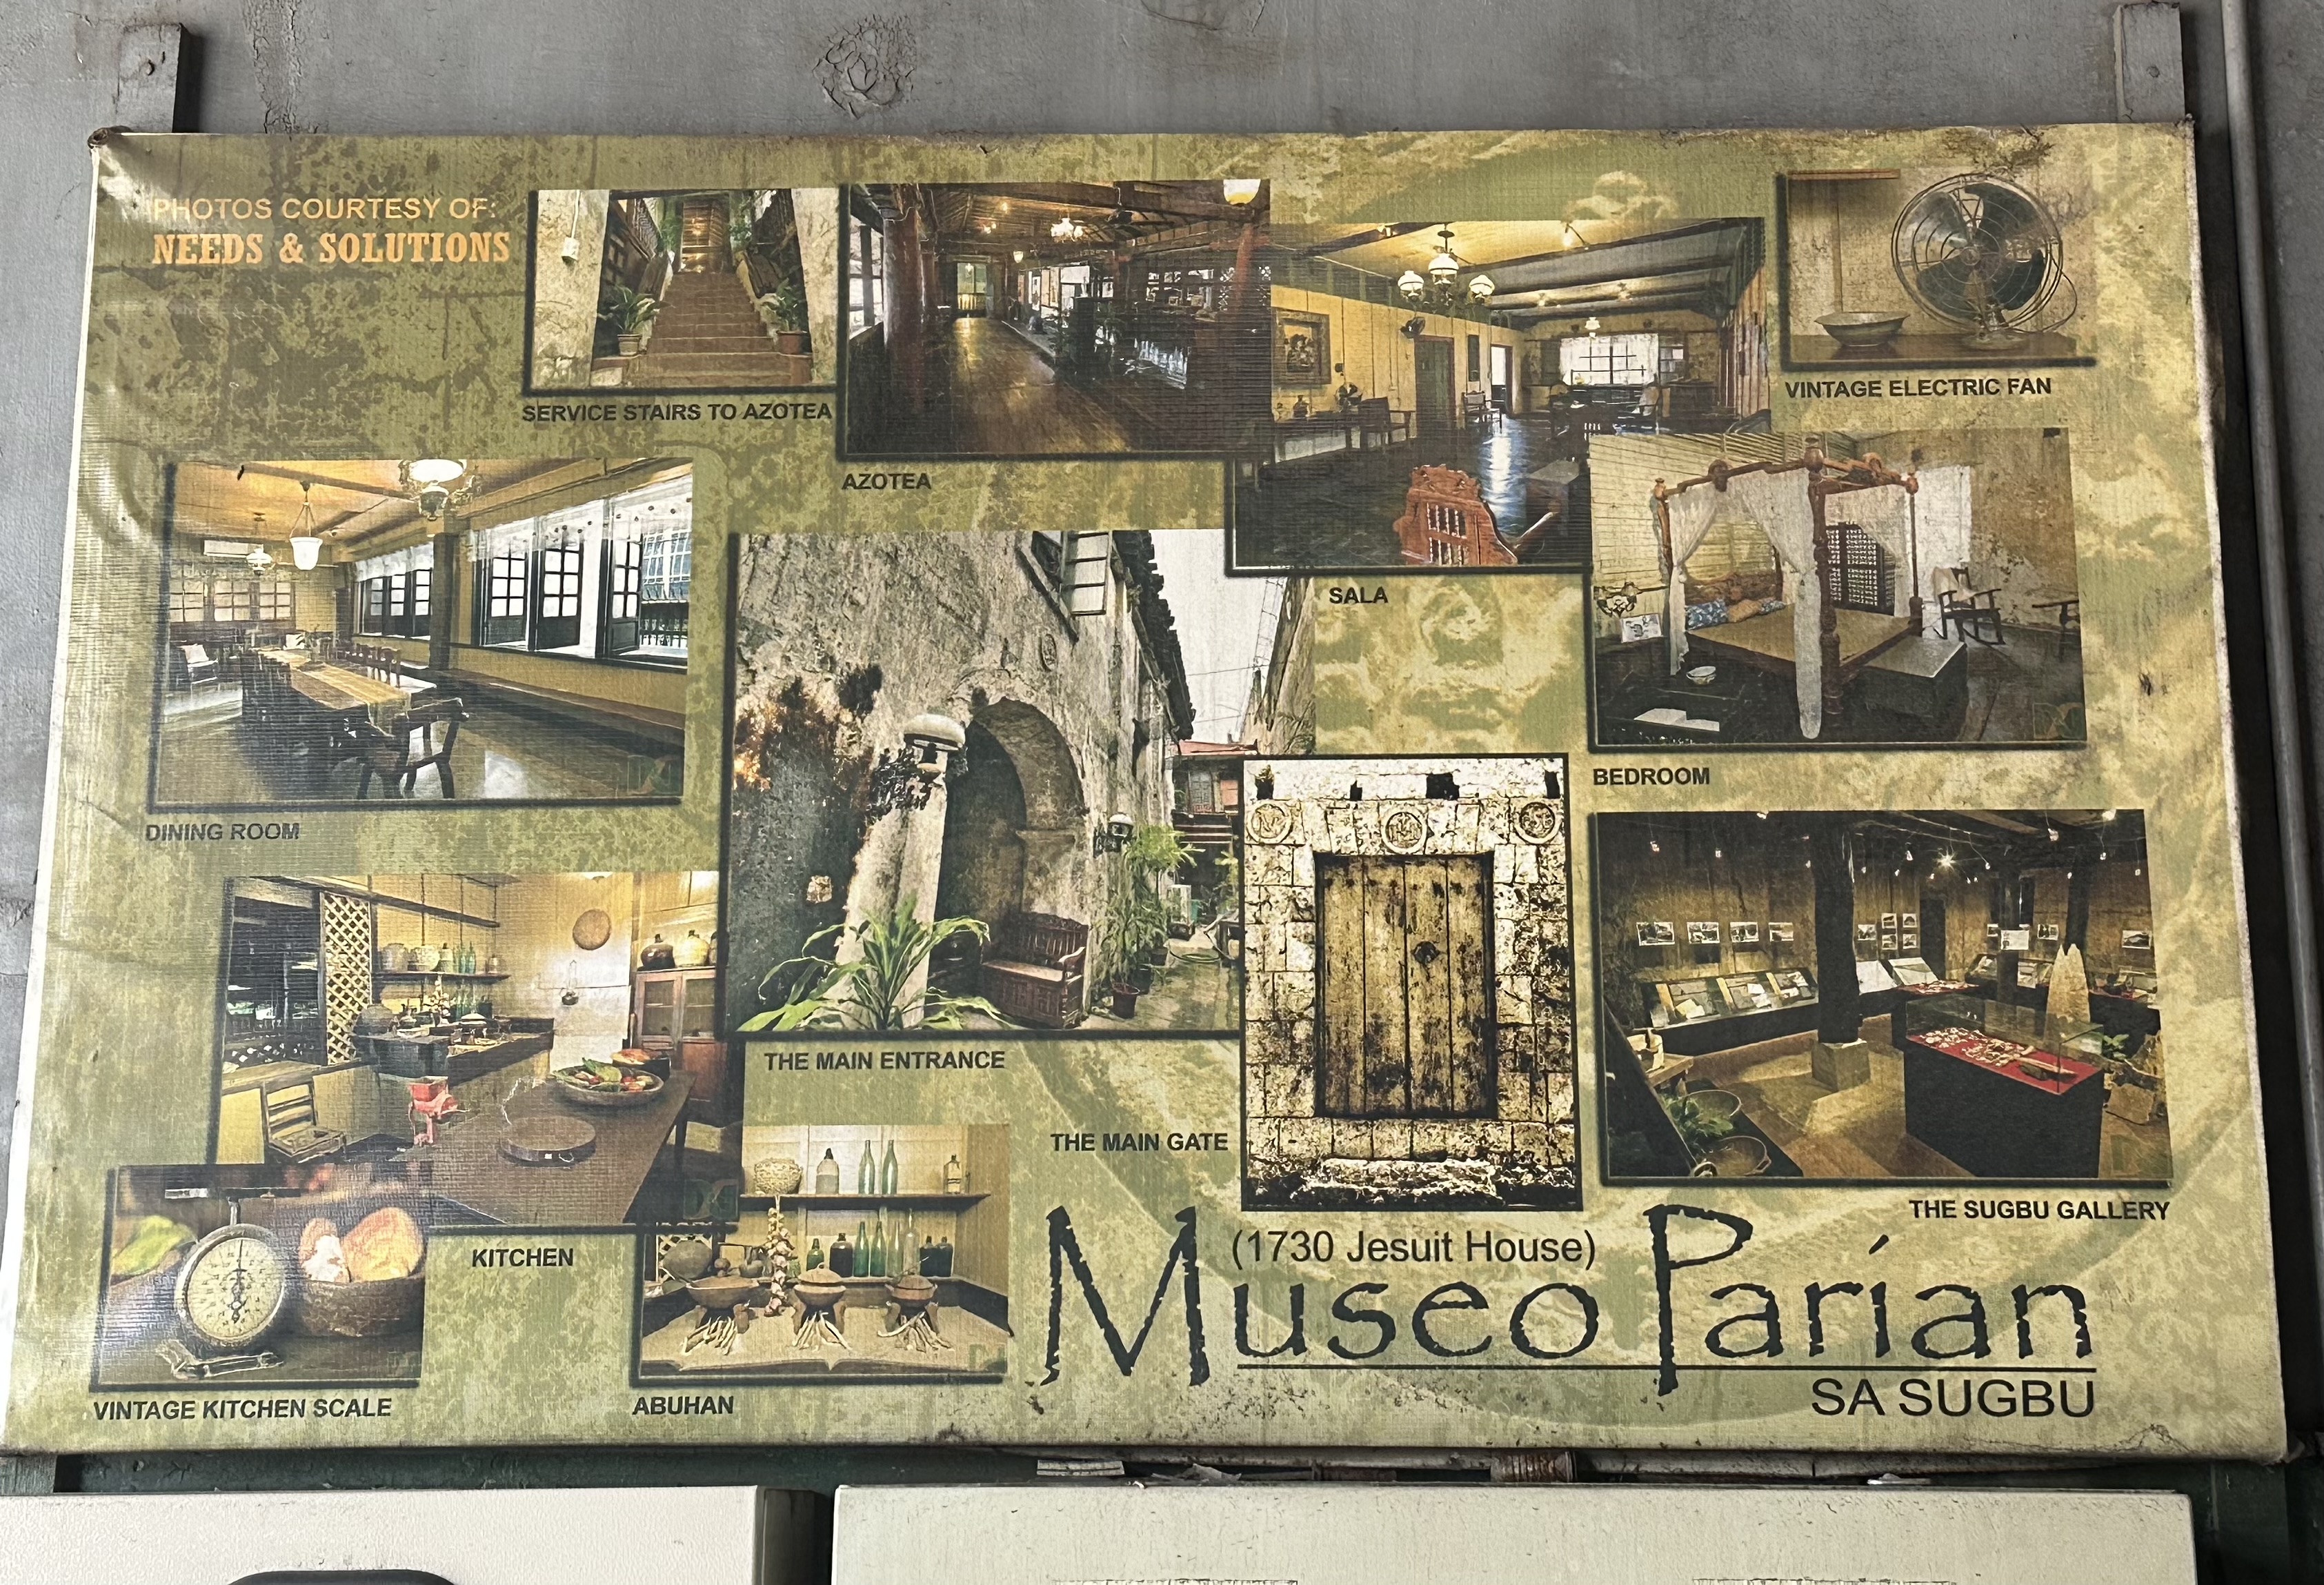 PHOTOS COURTESY OF:
NEEDS & SOLUTIONS
SERVICE STAIRS TO AZOTEA
AZOTEA
SALA
VINTAGE ELECTRIC FAN
DINING ROOM
BEDROOM
THE MAIN ENTRANCE
THE MAIN GATE
THE SUGBU GALLERY
KITCHEN
VINTAGE KITCHEN SCALE
ABUHAN
(1730 Jesuit House)
Museo Parían
SA SUGBU